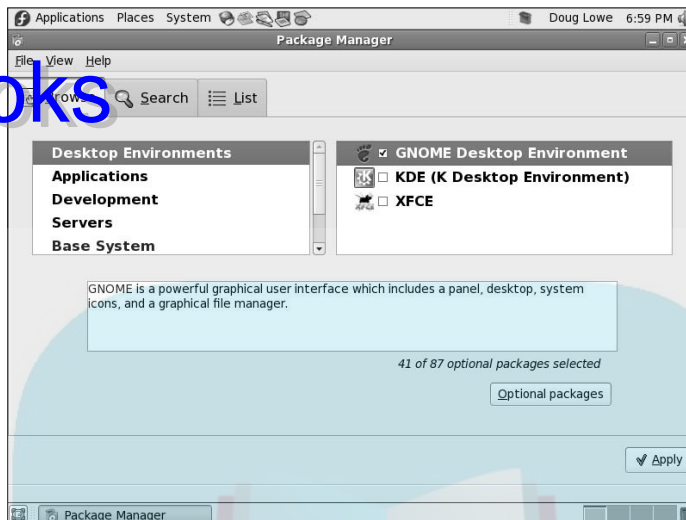 Applications Places System Doug Lowe 6:59 PM
Package Manager
File View Help
oks
Browse Search List
Desktop Environments
Applications
Development
Servers
Base System
GNOME Desktop Environment
KDE (K Desktop Environment)
XFCE
GNOME is a powerful graphical user interface which includes a panel, desktop, system
icons, and a graphical file manager.
41 of 87 optional packages selected
Optional packages
Apply
Package Manager